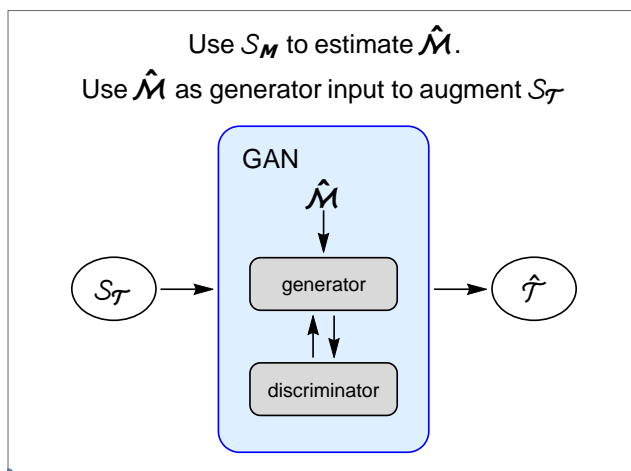 Use 𝒮_𝑴 to estimate 𝓜̂.
Use 𝓜̂ as generator input to augment 𝒮_𝓣
GAN
𝓜̂
generator
𝒮_𝓣
𝒯̂
discriminator